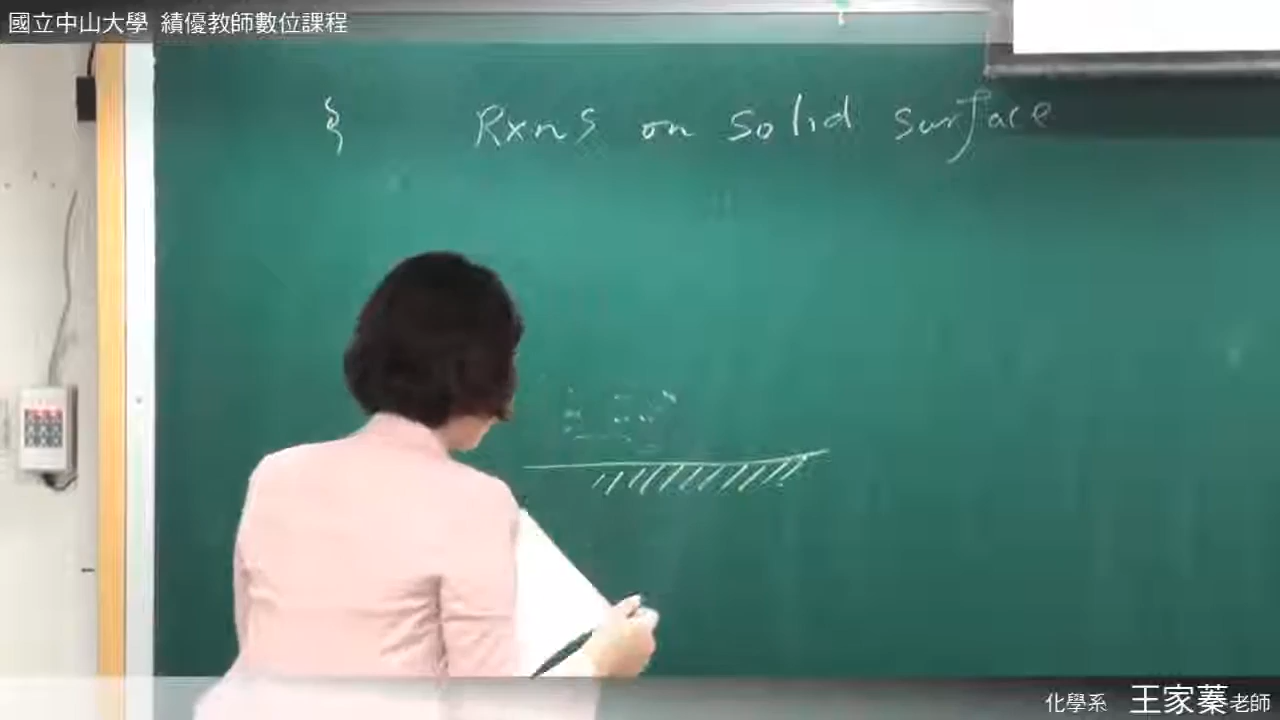 國立中山大學 績優教師數位課程
§ Rxns on solid surface
化學系 王家蓁老師